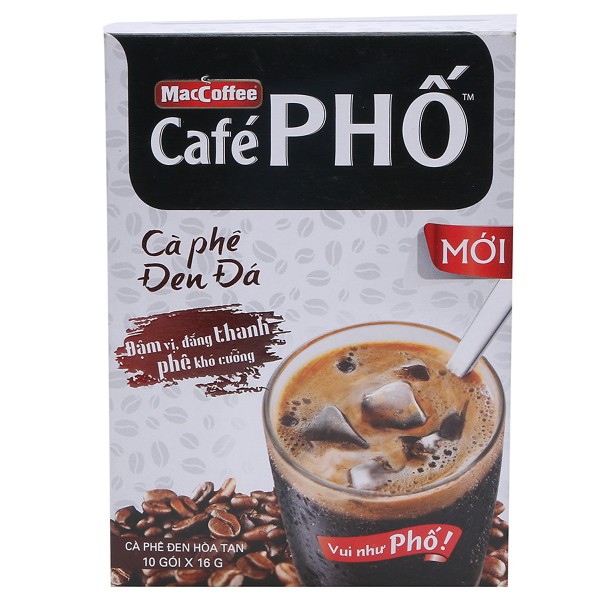 MacCoffee
Café PHỐ™
Cà phê
Đen Đá
MỚI
Đậm vị, đắng thanh
phê khó cưỡng
Vui như Phố!
CÀ PHÊ ĐEN HÒA TAN
10 GÓI X 16 G